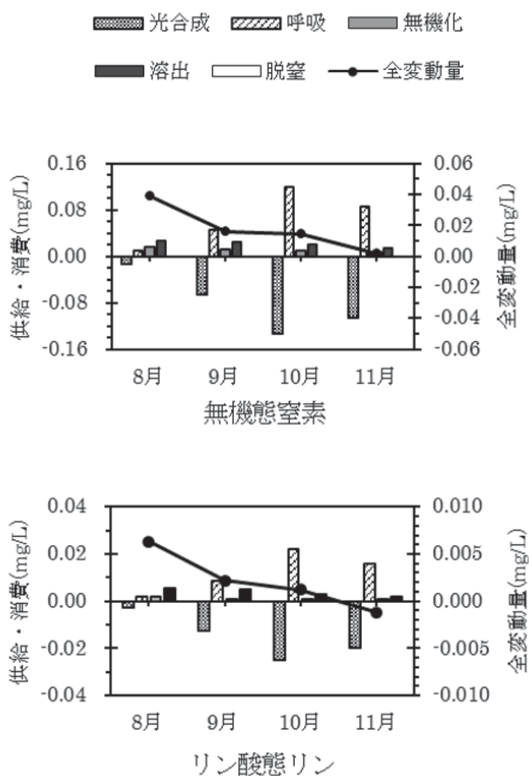 光合成 呼吸 無機化
溶出 脱窒 全変動量
供給・消費(mg/L)
0.16
0.08
0.00
-0.08
-0.16
0.06
0.04
0.02
0.00
-0.02
-0.04
-0.06
全変動量(mg/L)
8月 9月 10月 11月
無機態窒素
供給・消費(mg/L)
0.04
0.02
0.00
-0.02
-0.04
0.010
0.005
0.000
-0.005
-0.010
全変動量(mg/L)
8月 9月 10月 11月
リン酸態リン